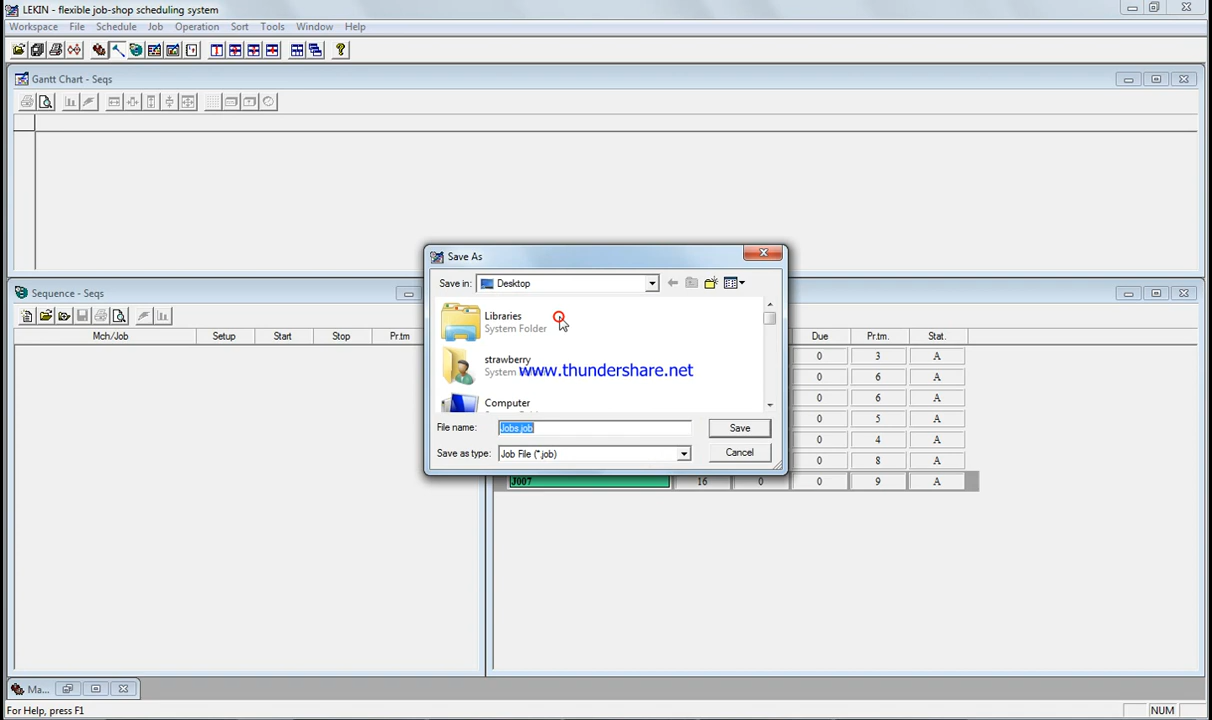 LEKIN - flexible job-shop scheduling system
Workspace File Schedule Job Operation Sort Tools Window Help
Gantt Chart - Seqs
Save As
Save in: Desktop
Libraries
System Folder
strawberry
System
www.thundershare.net
Computer
File name: Jobs.job
Save
Save as type: Job File (*.job)
Cancel
Sequence - Seqs
Mch/Job Setup Start Stop Pr.tm
Due Pr.tm. Stat.
0 3 A
0 6 A
0 6 A
0 5 A
0 4 A
0 8 A
J007 16 0 0 9 A
Ma...
For Help, press F1
NUM